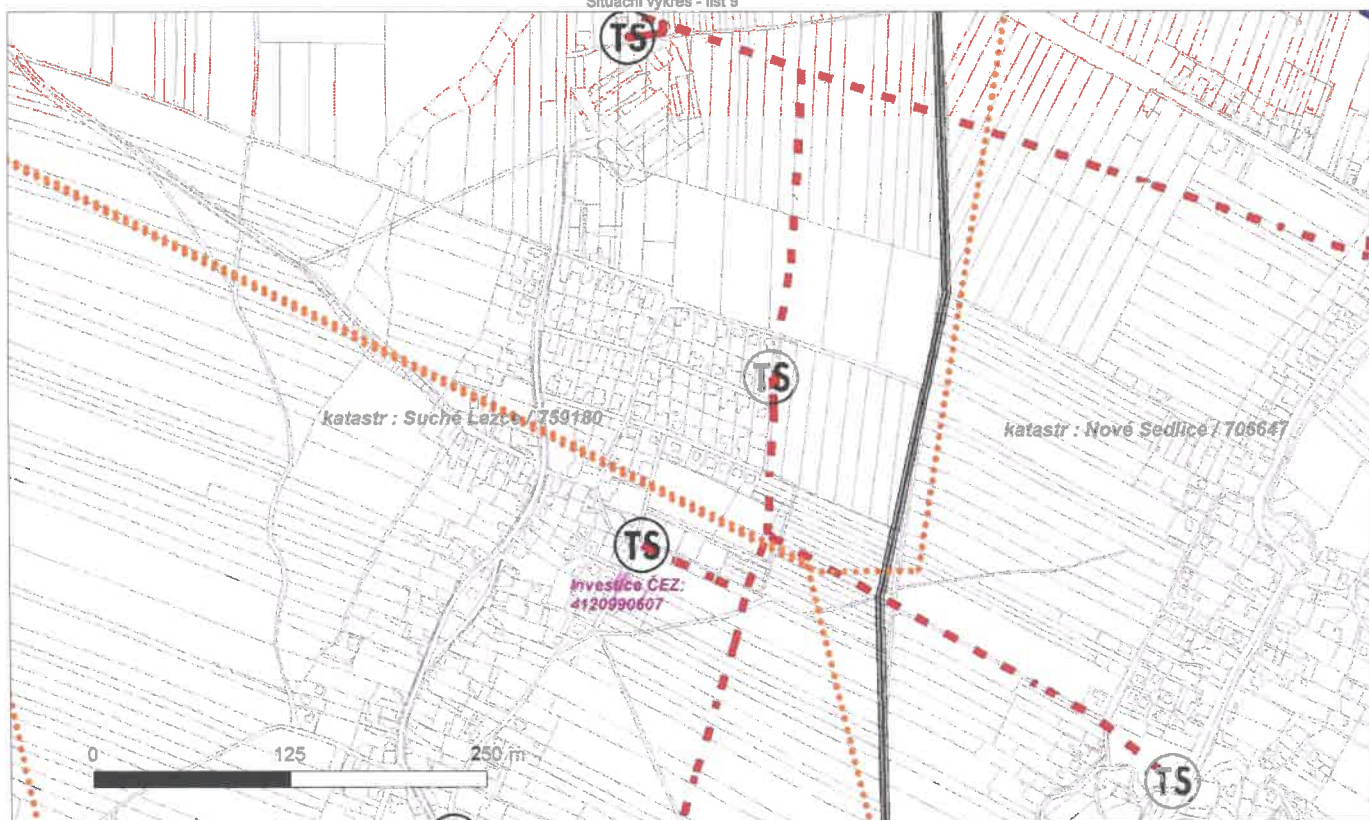 Situační výkres - list 9
TS
TS
katastr : Suché Lazce / 759180
katastr : Nové Sedlice / 706647
TS
Investice ČEZ:
4120990607
0 125 250 m
TS